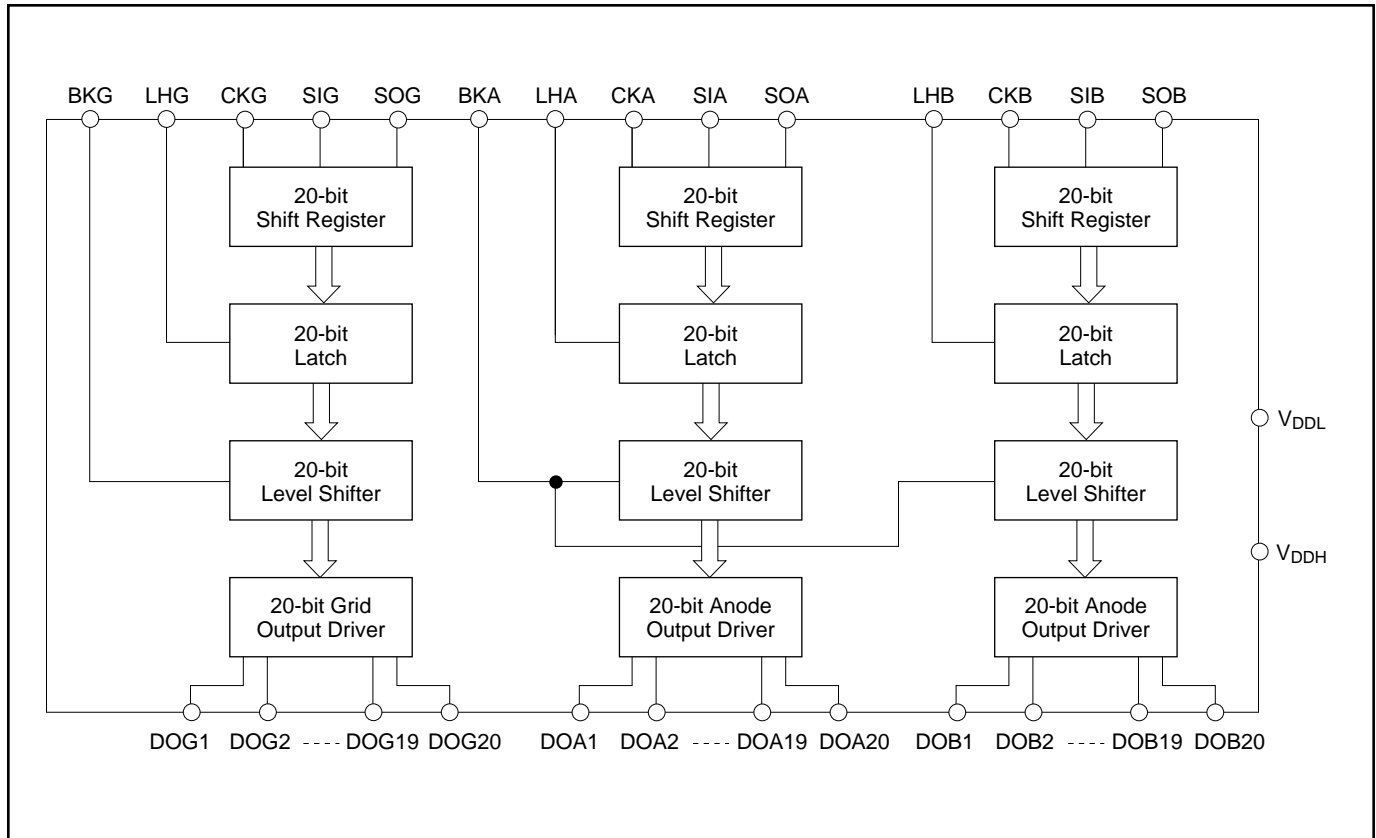 BKG LHG CKG SIG SOG BKA LHA CKA SIA SOA LHB CKB SIB SOB
20-bit
Shift Register
20-bit
Shift Register
20-bit
Shift Register
20-bit
Latch
20-bit
Latch
20-bit
Latch
VDDL
20-bit
Level Shifter
20-bit
Level Shifter
20-bit
Level Shifter
VDDH
20-bit Grid
Output Driver
20-bit Anode
Output Driver
20-bit Anode
Output Driver
DOG1 DOG2 ---- DOG19 DOG20 DOA1 DOA2 ---- DOA19 DOA20 DOB1 DOB2 ---- DOB19 DOB20